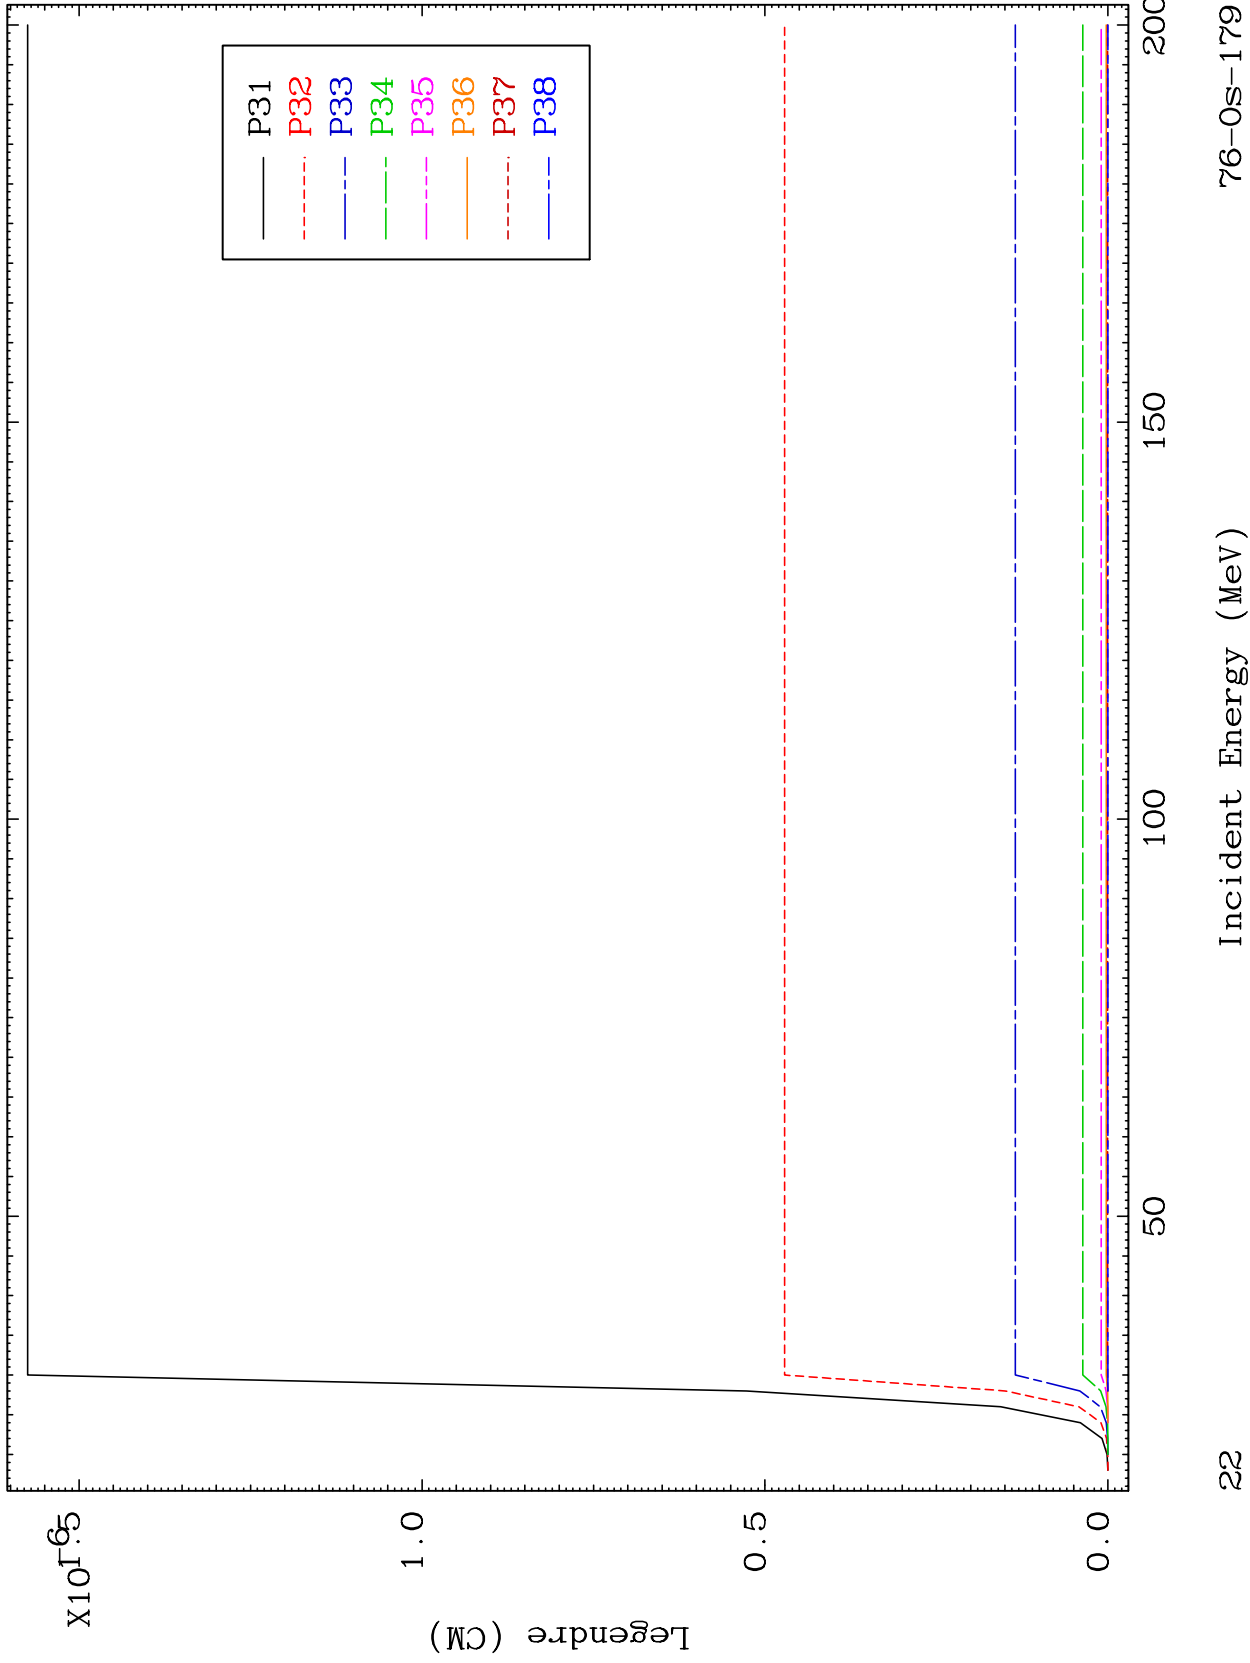 X10-6
1.5
1.0
0.5
0.0
Legendre (CM)
P31
P32
P33
P34
P35
P36
P37
P38
50
100
150
200
Incident Energy (MeV)
22
76-Os-179